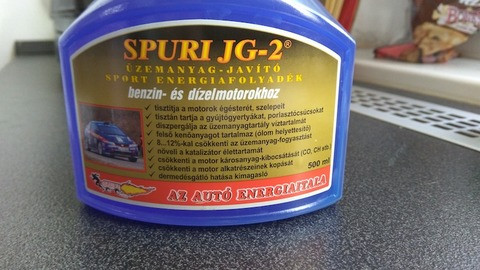 SPURI JG-2®
ÜZEMANYAG-JAVÍTÓ
SPORT ENERGIAFOLYADÉK
benzin- és dízelmotorokhoz
tisztítja a motorok égésterét, szelepeit
tisztán tartja a gyújtógyertyákat, porlasztócsúcsokat
diszpergálja az üzemanyagtartály víztartalmát
felső kenőanyagot tartalmaz (ólom helyettesítő)
8...12%-kal csökkenti az üzemanyag-fogyasztást
növeli a katalizátor élettartamát
csökkenti a motor károsanyag-kibocsátását (CO, CH stb.)
csökkenti a motor alkatrészeinek kopását
dermedésgátló hatása kimagasló
500 ml
AZ AUTÓ ENERGIAITALA